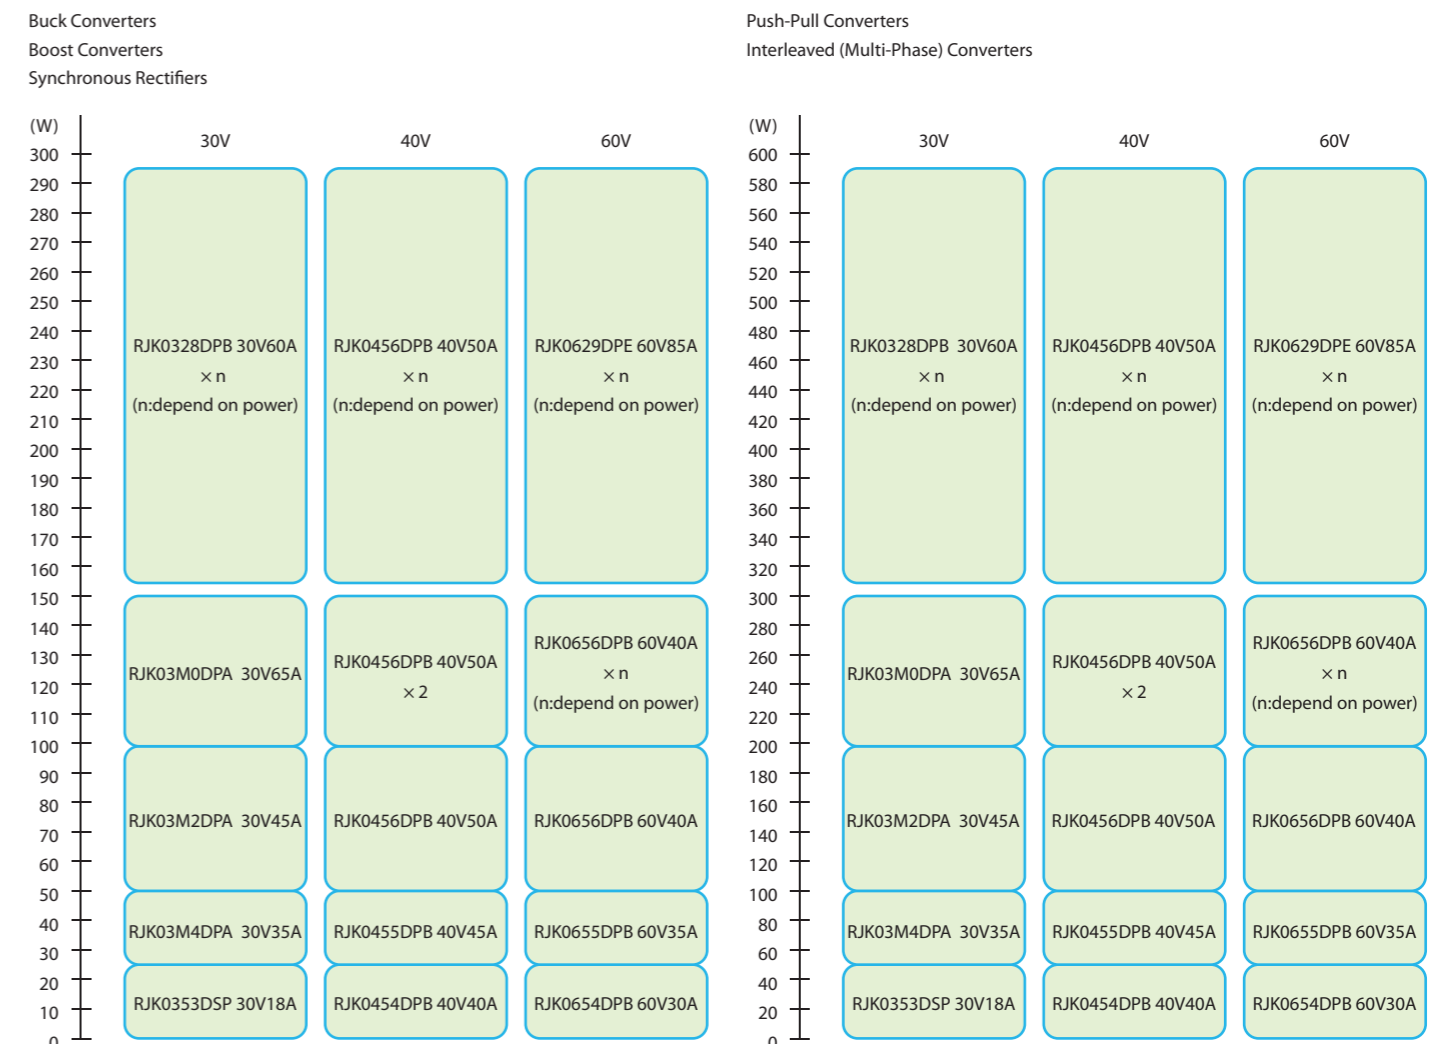 Buck Converters
Boost Converters
Synchronous Rectifiers
(W)
30V
40V
60V
300
290
280
270
260
250
240
230
220
210
200
190
180
170
160
150
140
130
120
110
100
90
80
70
60
50
40
30
20
10
0
RJK0328DPB 30V60A
× n
(n:depend on power)
RJK0456DPB 40V50A
× n
(n:depend on power)
RJK0629DPE 60V85A
× n
(n:depend on power)
RJK03M0DPA 30V65A
RJK0456DPB 40V50A
× 2
RJK0656DPB 60V40A
× n
(n:depend on power)
RJK03M2DPA 30V45A
RJK0456DPB 40V50A
RJK0656DPB 60V40A
RJK03M4DPA 30V35A
RJK0455DPB 40V45A
RJK0655DPB 60V35A
RJK0353DSP 30V18A
RJK0454DPB 40V40A
RJK0654DPB 60V30A
Push-Pull Converters
Interleaved (Multi-Phase) Converters
(W)
30V
40V
60V
600
580
560
540
520
500
480
460
440
420
400
380
360
340
320
300
280
260
240
220
200
180
160
140
120
100
80
60
40
20
0
RJK0328DPB 30V60A
× n
(n:depend on power)
RJK0456DPB 40V50A
× n
(n:depend on power)
RJK0629DPE 60V85A
× n
(n:depend on power)
RJK03M0DPA 30V65A
RJK0456DPB 40V50A
× 2
RJK0656DPB 60V40A
× n
(n:depend on power)
RJK03M2DPA 30V45A
RJK0456DPB 40V50A
RJK0656DPB 60V40A
RJK03M4DPA 30V35A
RJK0455DPB 40V45A
RJK0655DPB 60V35A
RJK0353DSP 30V18A
RJK0454DPB 40V40A
RJK0654DPB 60V30A